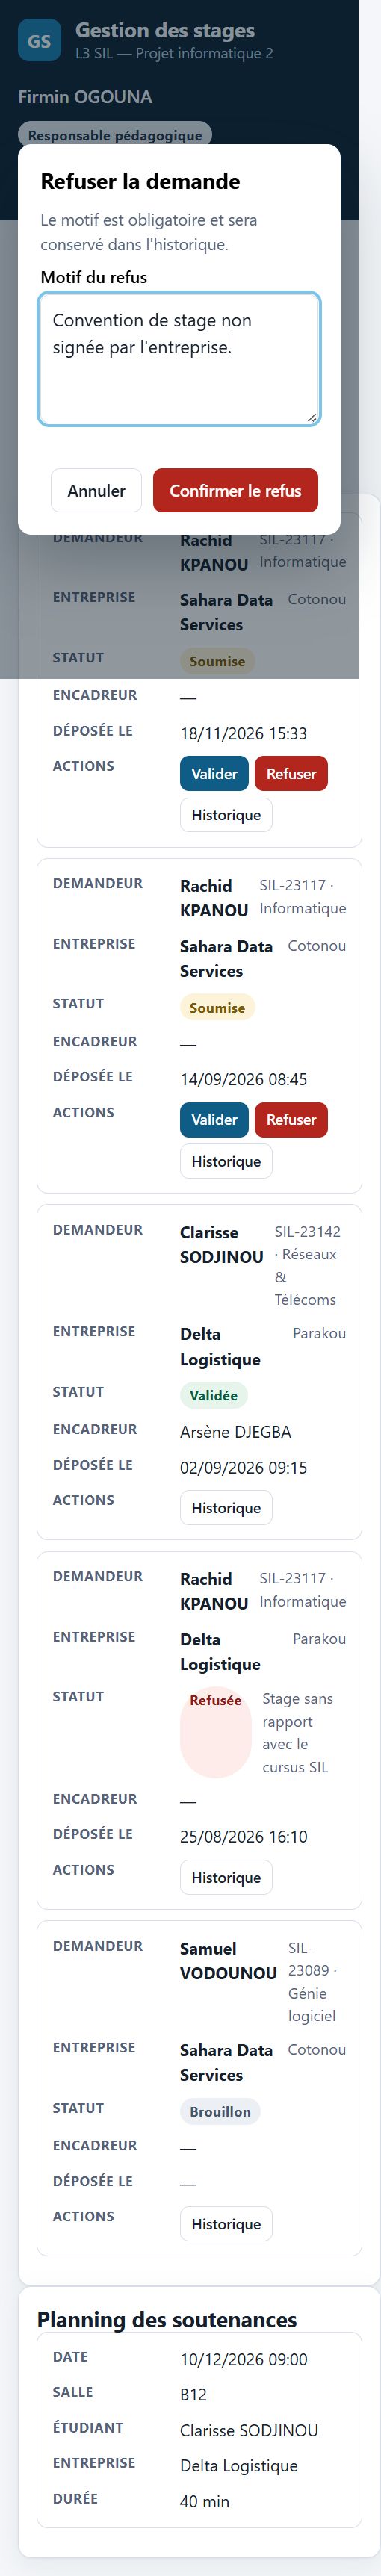 GS
Gestion des stages
L3 SIL — Projet informatique 2
Firmin OGOUNA
Responsable pédagogique
Refuser la demande
Le motif est obligatoire et sera
conservé dans l'historique.
Motif du refus
Convention de stage non
signée par l'entreprise.
Annuler
Confirmer le refus
DEMANDEUR
Rachid
KPANOU
SIL-23117 ·
Informatique
ENTREPRISE
Sahara Data
Services
Cotonou
STATUT
Soumise
ENCADREUR
—
DÉPOSÉE LE
18/11/2026 15:33
ACTIONS
Valider
Refuser
Historique
DEMANDEUR
Rachid
KPANOU
SIL-23117 ·
Informatique
ENTREPRISE
Sahara Data
Services
Cotonou
STATUT
Soumise
ENCADREUR
—
DÉPOSÉE LE
14/09/2026 08:45
ACTIONS
Valider
Refuser
Historique
DEMANDEUR
Clarisse
SODJINOU
SIL-23142
· Réseaux
&
Télécoms
ENTREPRISE
Delta
Logistique
Parakou
STATUT
Validée
ENCADREUR
Arsène DJEGBA
DÉPOSÉE LE
02/09/2026 09:15
ACTIONS
Historique
DEMANDEUR
Rachid
KPANOU
SIL-23117 ·
Informatique
ENTREPRISE
Delta
Logistique
Parakou
STATUT
Refusée
Stage sans
rapport
avec le
cursus SIL
ENCADREUR
—
DÉPOSÉE LE
25/08/2026 16:10
ACTIONS
Historique
DEMANDEUR
Samuel
VODOUNOU
SIL-
23089 ·
Génie
logiciel
ENTREPRISE
Sahara Data
Services
Cotonou
STATUT
Brouillon
ENCADREUR
—
DÉPOSÉE LE
—
ACTIONS
Historique
Planning des soutenances
DATE
10/12/2026 09:00
SALLE
B12
ÉTUDIANT
Clarisse SODJINOU
ENTREPRISE
Delta Logistique
DURÉE
40 min